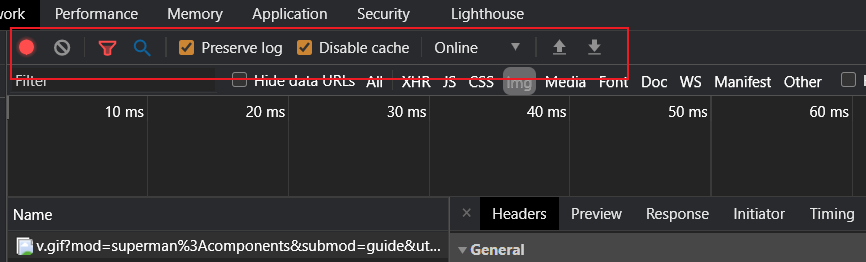 work Performance Memory Application Security Lighthouse
Preserve log Disable cache Online
Filter Hide data URLs All XHR JS CSS Img Media Font Doc WS Manifest Other
10 ms 20 ms 30 ms 40 ms 50 ms 60 ms
Name × Headers Preview Response Initiator Timing
v.gif?mod=superman%3Acomponents&submod=guide&ut... General